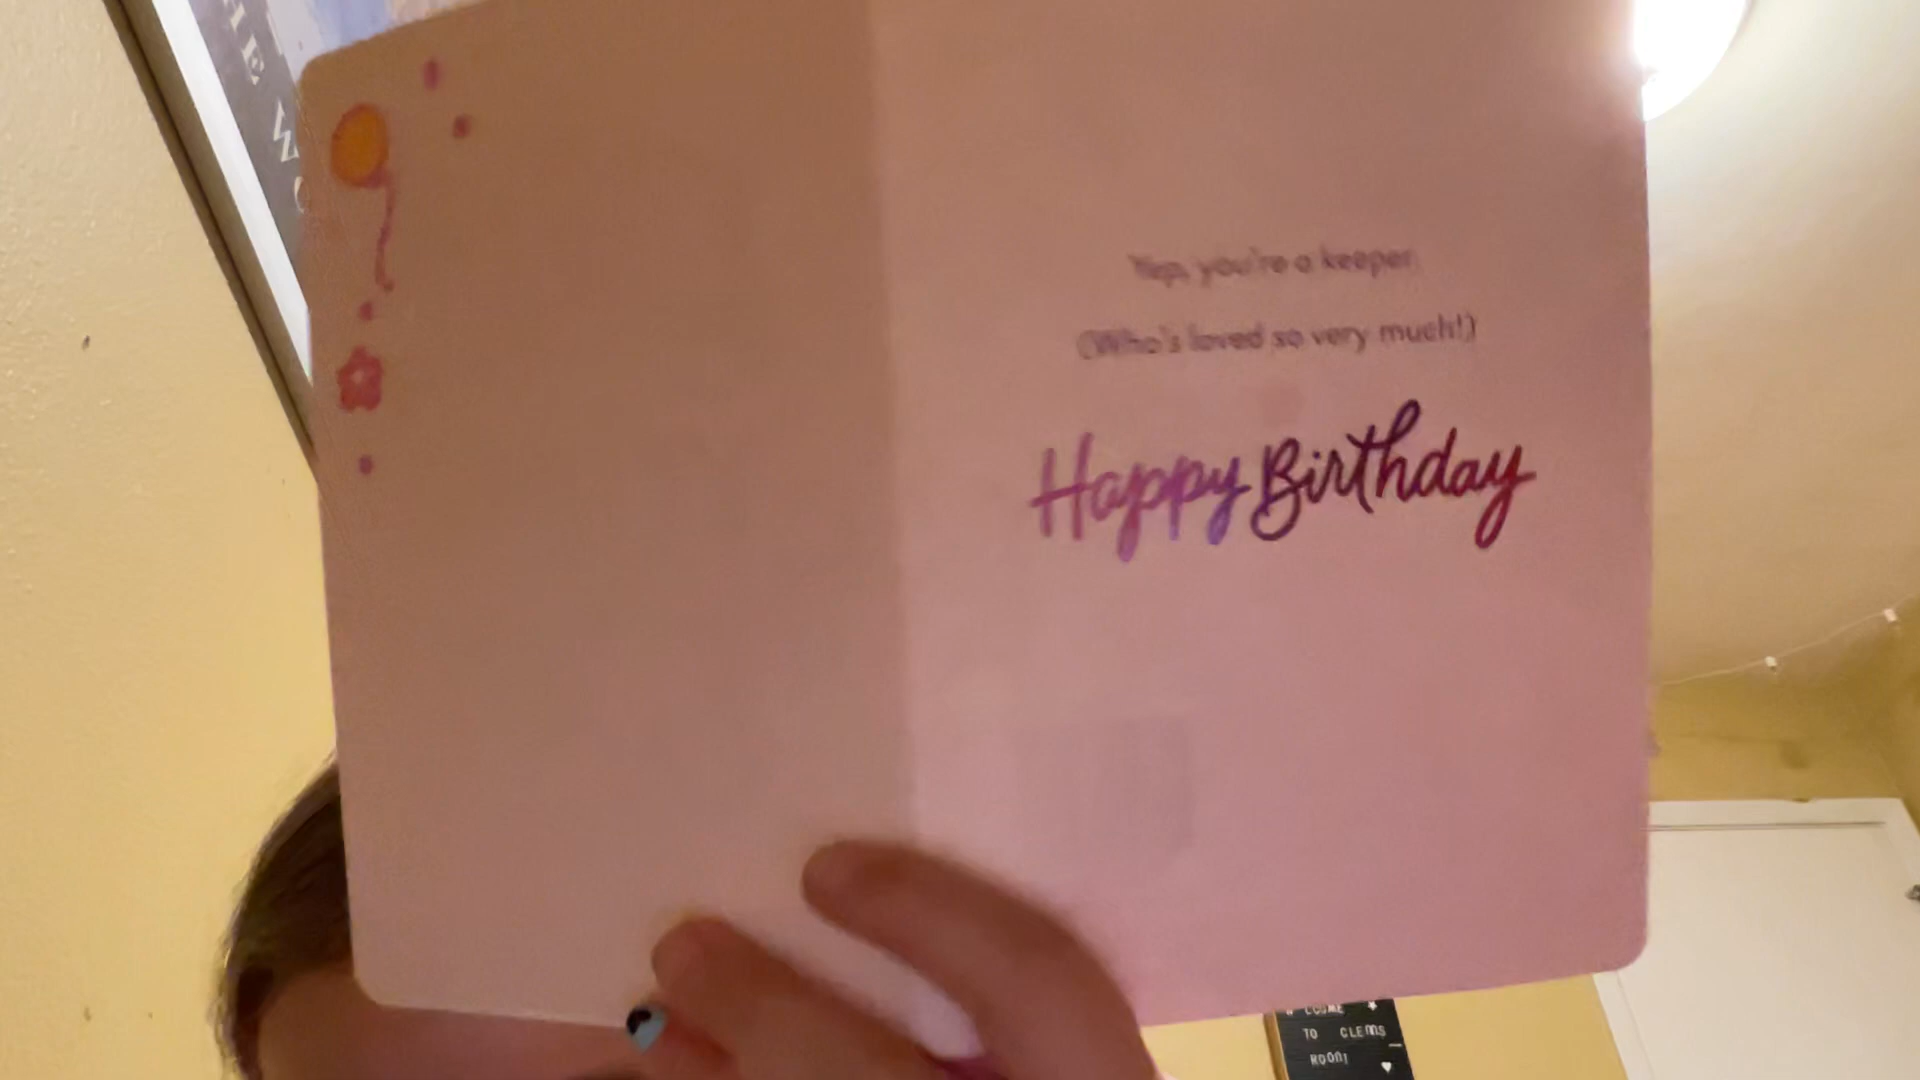 Yep, you're a keeper.
(Who's loved so very much!)
Happy Birthday
TO CLEMS
ROOM!